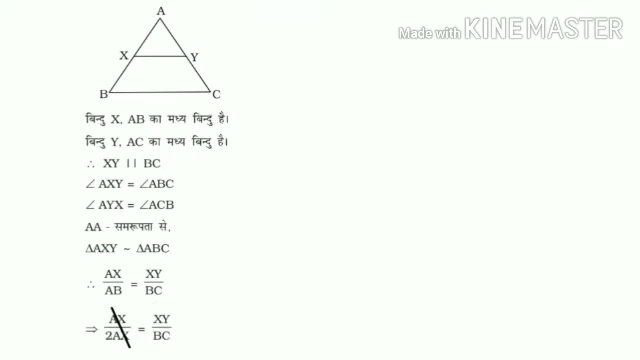 Made with KINEMASTER
A
X Y
B C
बिन्दु X, AB का मध्य बिन्दु है।
बिन्दु Y, AC का मध्य बिन्दु है।
∴ XY || BC
∠ AXY = ∠ABC
∠ AYX = ∠ACB
AA - समरूपता से,
ΔAXY ~ ΔABC
∴ AX/AB = XY/BC
⇒ AX/2AX = XY/BC